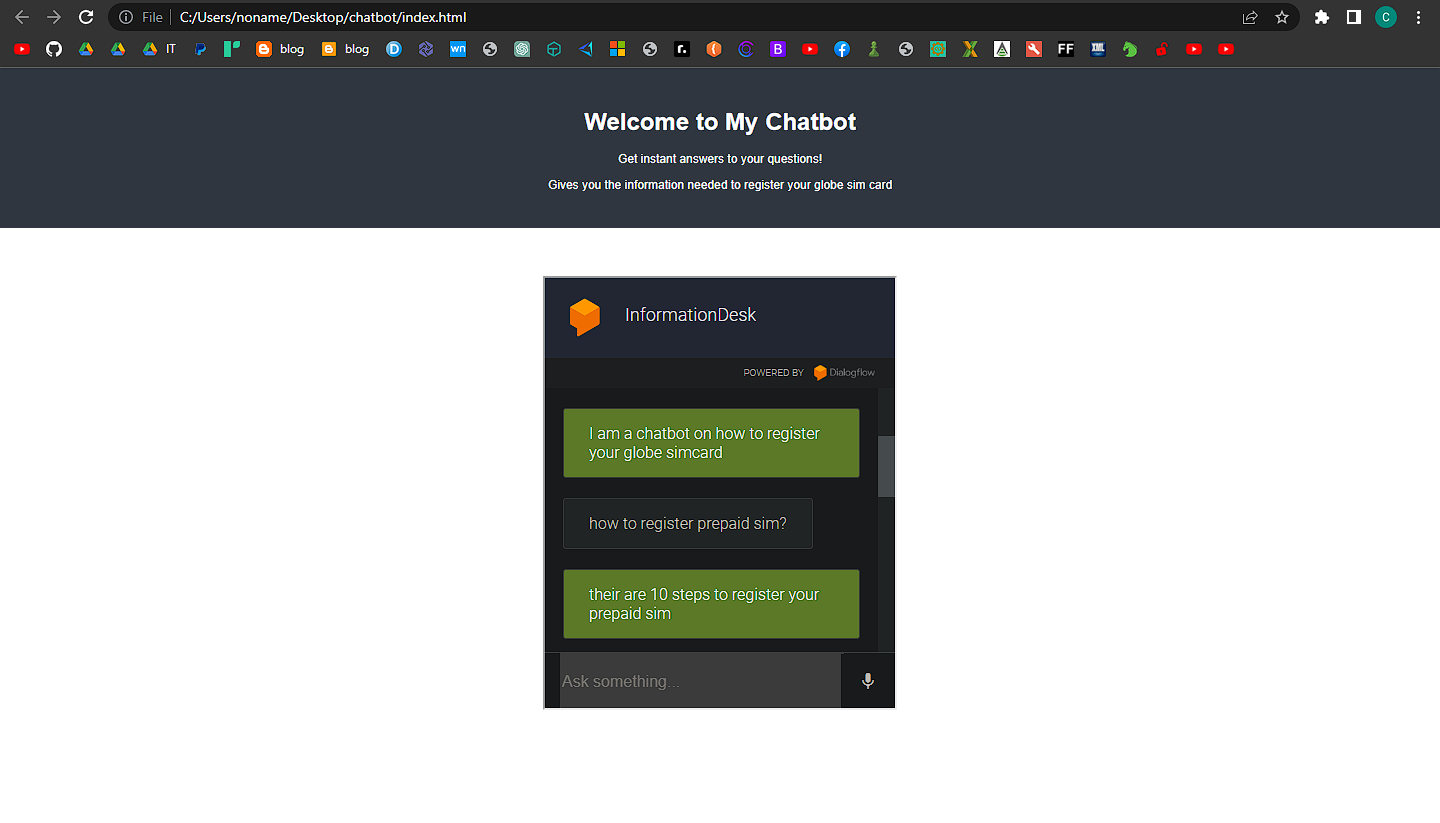 File C:/Users/noname/Desktop/chatbot/index.html C
IT blog blog wn r. B FF XML
Welcome to My Chatbot
Get instant answers to your questions!
Gives you the information needed to register your globe sim card
InformationDesk
POWERED BY Dialogflow
I am a chatbot on how to register
your globe simcard
how to register prepaid sim?
their are 10 steps to register your
prepaid sim
Ask something...